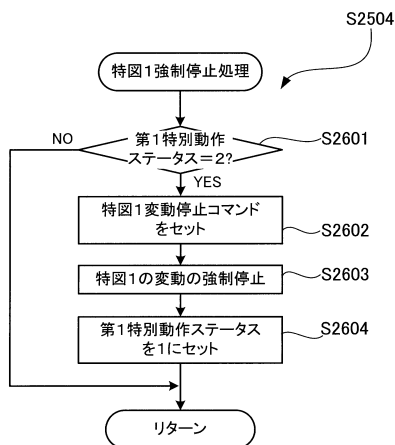 S2504
特図1強制停止処理
NO
第1特別動作
ステータス=2?
S2601
YES
特図1変動停止コマンド
をセット
S2602
特図1の変動の強制停止
S2603
第1特別動作ステータス
を1にセット
S2604
リターン